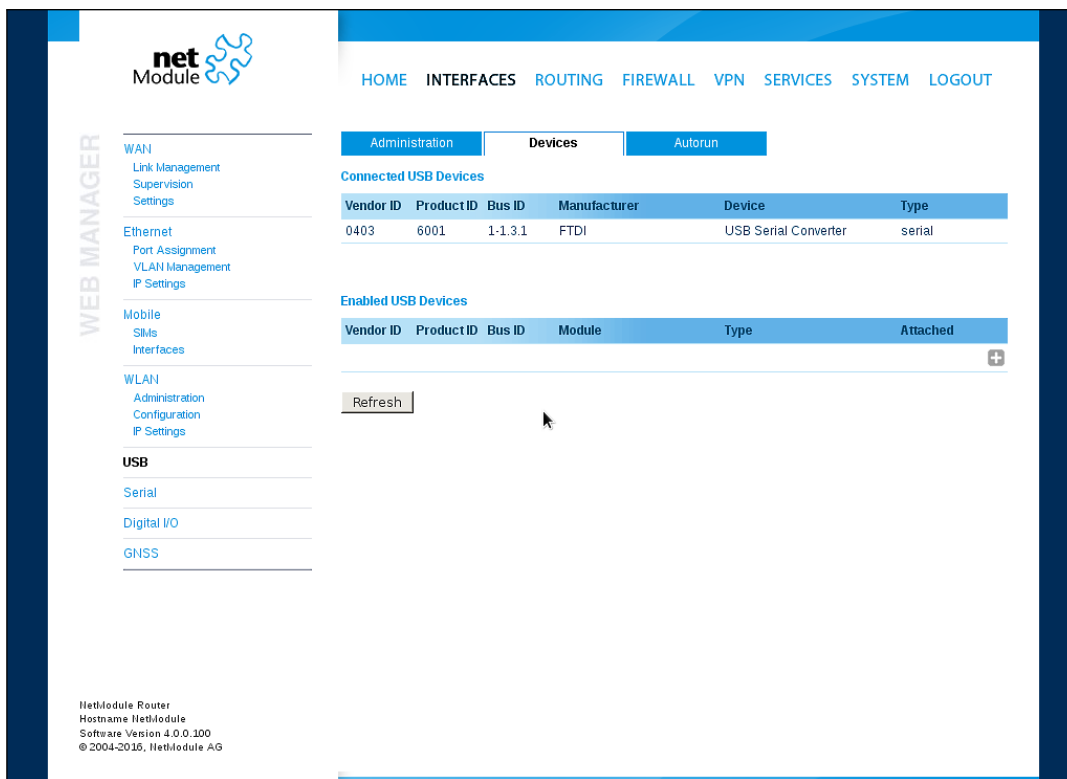 net
Module
HOME INTERFACES ROUTING FIREWALL VPN SERVICES SYSTEM LOGOUT
WEB MANAGER
WAN
Link Management
Supervision
Settings
Ethernet
Port Assignment
VLAN Management
IP Settings
Mobile
SIMs
Interfaces
WLAN
Administration
Configuration
IP Settings
USB
Serial
Digital I/O
GNSS
Administration Devices Autorun
Connected USB Devices
Vendor ID Product ID Bus ID Manufacturer Device Type
0403 6001 1-1.3.1 FTDI USB Serial Converter serial
Enabled USB Devices
Vendor ID Product ID Bus ID Module Type Attached
Refresh
NetModule Router
Hostname NetModule
Software Version 4.0.0.100
© 2004-2016, NetModule AG